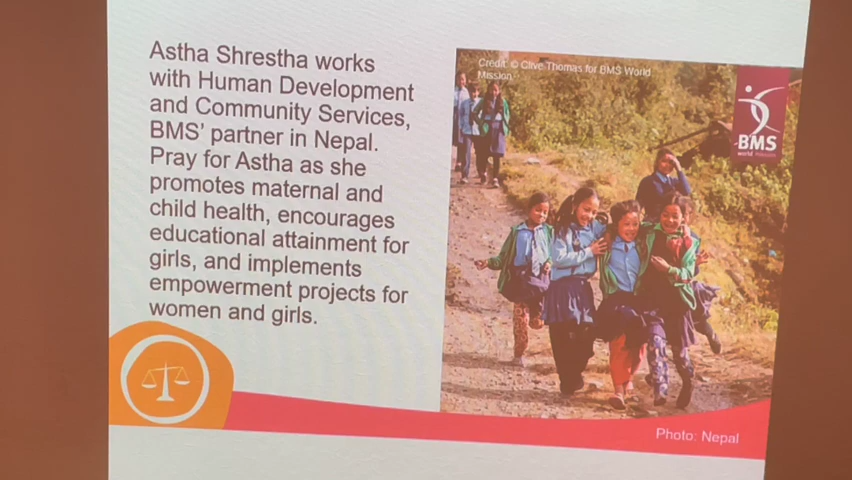 Astha Shrestha works
with Human Development
and Community Services,
BMS' partner in Nepal.
Pray for Astha as she
promotes maternal and
child health, encourages
educational attainment for
girls, and implements
empowerment projects for
women and girls.
Credit: © Clive Thomas for BMS World
Mission
BMS
world mission
Photo: Nepal